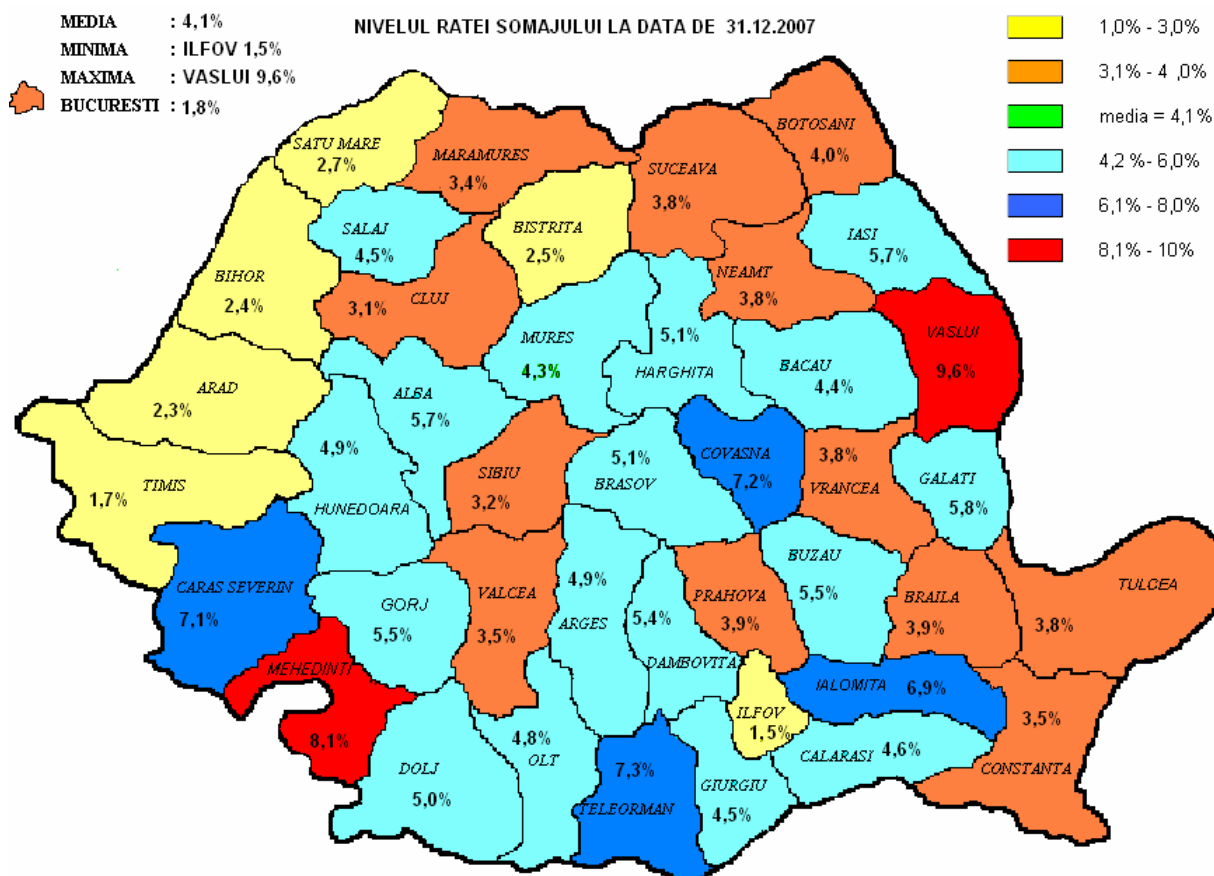 NIVELUL RATEI SOMAJULUI LA DATA DE 31.12.2007
MEDIA : 4,1%
MINIMA : ILFOV 1,5%
MAXIMA : VASLUI 9,6%
BUCURESTI : 1,8%
1,0% - 3,0%
3,1% - 4 ,0%
media = 4,1%
4,2 % - 6,0%
6,1% - 8,0%
8,1% - 10%
SATU MARE
2,7%
MARAMURES
3,4%
SUCEAVA
3,8%
BOTOSANI
4,0%
SALAJ
4,5%
BISTRITA
2,5%
IASI
5,7%
BIHOR
2,4%
CLUJ
3,1%
NEAMT
3,8%
MURES
4,3%
5,1%
HARGHITA
BACAU
4,4%
VASLUI
9,6%
ARAD
2,3%
ALBA
5,7%
4,9%
HUNEDOARA
SIBIU
3,2%
5,1%
BRASOV
COVASNA
7,2%
3,8%
VRANCEA
GALATI
5,8%
TIMIS
1,7%
CARAS SEVERIN
7,1%
GORJ
5,5%
VALCEA
3,5%
4,9%
ARGES
5,4%
DAMBOVITA
PRAHOVA
3,9%
BUZAU
5,5%
BRAILA
3,9%
TULCEA
3,8%
MEHEDINTI
8,1%
ILFOV
1,5%
IALOMITA 6,9%
3,5%
CONSTANTA
DOLJ
5,0%
4,8%
OLT
7,3%
TELEORMAN
GIURGIU
4,5%
CALARASI 4,6%